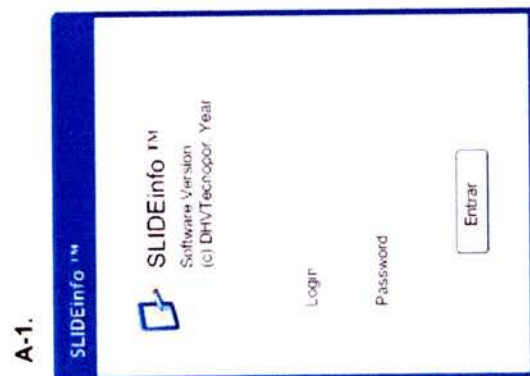 A-1.
SLIDEinfo ™
SLIDEinfo ™
Software Version
(c) DHVTecnopor, Year
Login
Password
Entrar